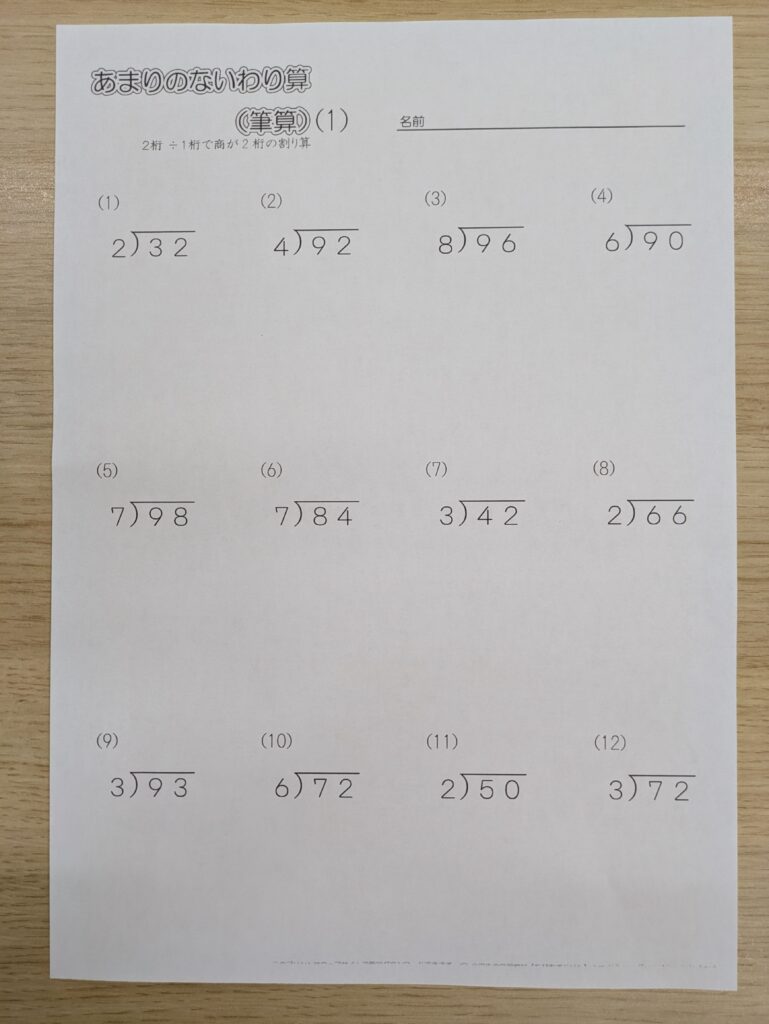 あまりのないわり算
(筆算)(1)
名前
2桁 ÷1桁で商が2桁の割り算
(1) (2) (3) (4)
2)32 4)92 8)96 6)90
(5) (6) (7) (8)
7)98 7)84 3)42 2)66
(9) (10) (11) (12)
3)93 6)72 2)50 3)72